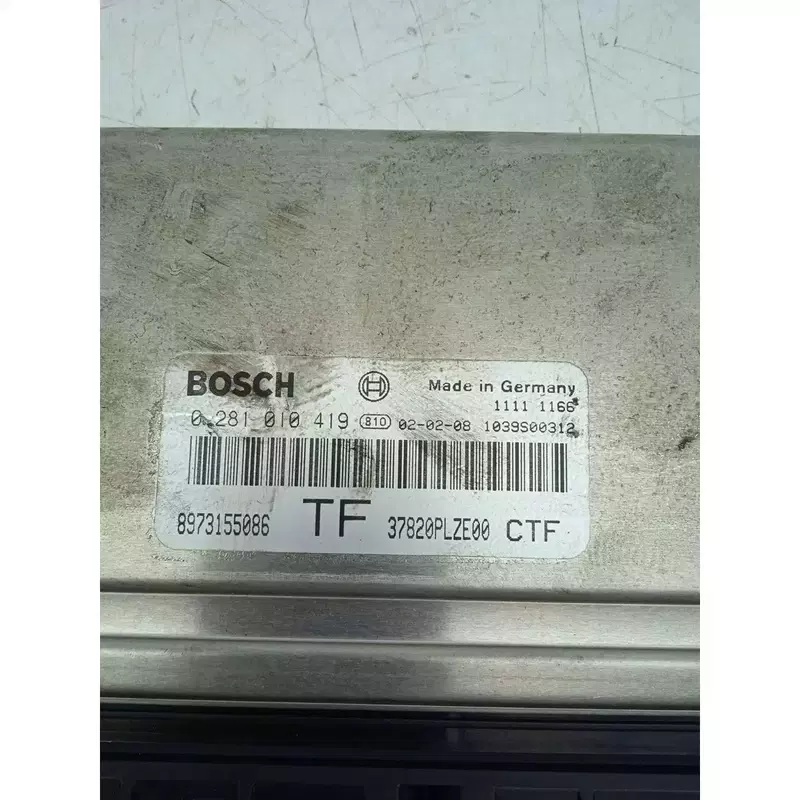 BOSCH Made in Germany
1111 1166
0 281 010 419 810 02-02-08 1039S00312
8973155086 TF 37820PLZE00 CTF